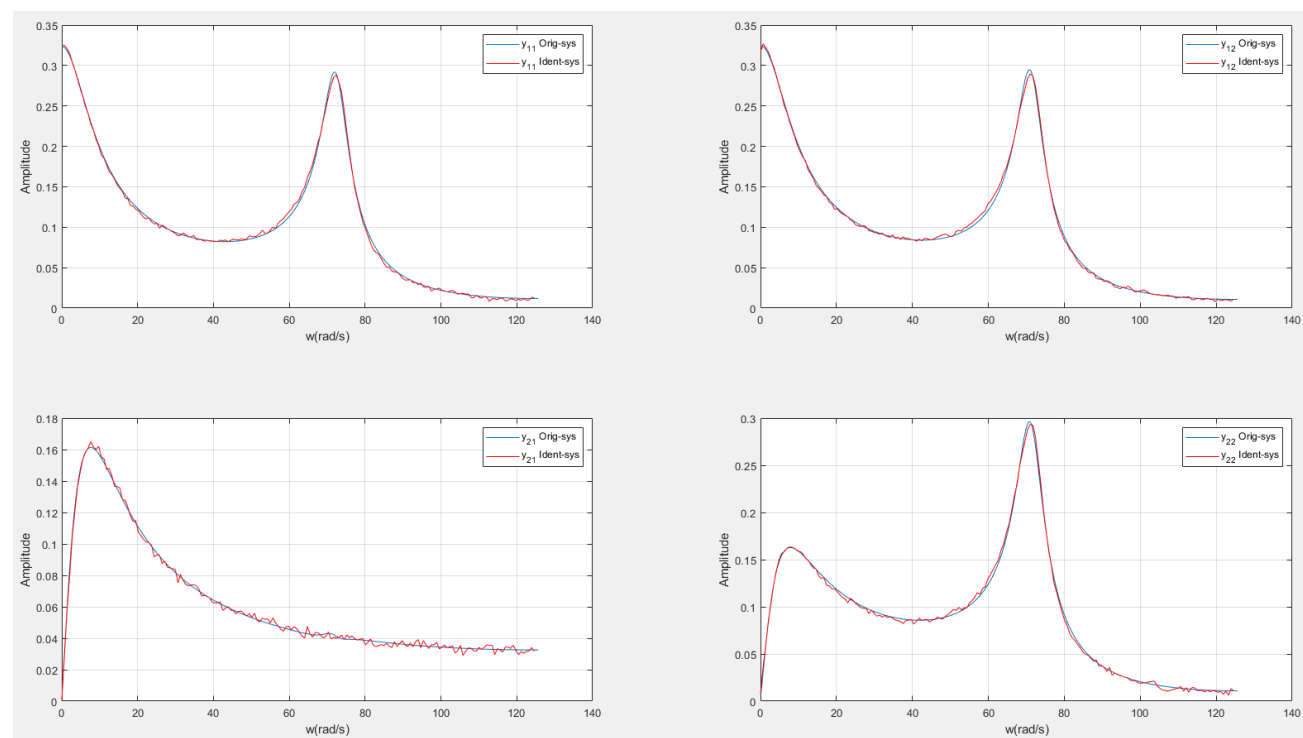 0.35
0.3
0.25
0.2
0.15
0.1
0.05
0
Amplitude
0 20 40 60 80 100 120 140
w(rad/s)
y11 Orig-sys
y11 Ident-sys
0.35
0.3
0.25
0.2
0.15
0.1
0.05
0
Amplitude
0 20 40 60 80 100 120 140
w(rad/s)
y12 Orig-sys
y12 Ident-sys
0.18
0.16
0.14
0.12
0.1
0.08
0.06
0.04
0.02
0
Amplitude
0 20 40 60 80 100 120 140
w(rad/s)
y21 Orig-sys
y21 Ident-sys
0.3
0.25
0.2
0.15
0.1
0.05
0
Amplitude
0 20 40 60 80 100 120 140
w(rad/s)
y22 Orig-sys
y22 Ident-sys